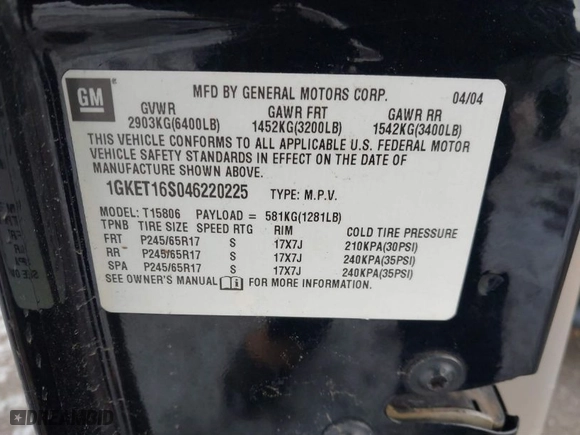 GM
MFD BY GENERAL MOTORS CORP. 04/04
GVWR GAWR FRT GAWR RR
2903KG(6400LB) 1452KG(3200LB) 1542KG(3400LB)
THIS VEHICLE CONFORMS TO ALL APPLICABLE U.S. FEDERAL MOTOR
VEHICLE SAFETY STANDARDS IN EFFECT ON THE DATE OF
MANUFACTURE SHOWN ABOVE.
1GKET16S046220225 TYPE: M.P.V.
MODEL: T15806 PAYLOAD = 581KG(1281LB)
TPNB TIRE SIZE SPEED RTG RIM COLD TIRE PRESSURE
FRT P245/65R17 S 17X7J 210KPA(30PSI)
RR P245/65R17 S 17X7J 240KPA(35PSI)
SPA P245/65R17 S 17X7J 240KPA(35PSI)
SEE OWNER'S MANUAL FOR MORE INFORMATION.
DREAMBID